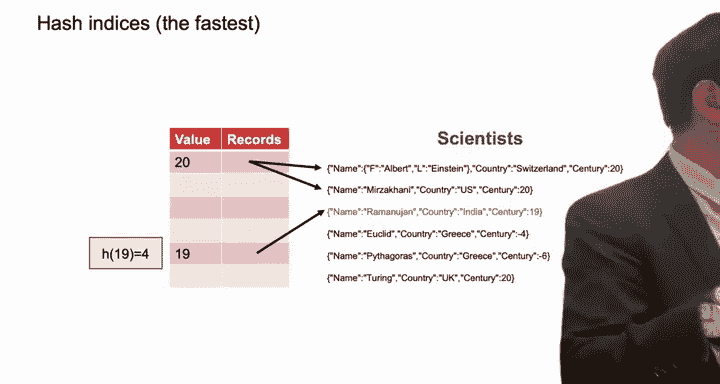 Hash indices (the fastest)
Value Records
20
h(19)=4 19
Scientists
{"Name":{"F":"Albert","L":"Einstein"},"Country":"Switzerland","Century":20}
{"Name":"Mirzakhani","Country":"US","Century":20}
{"Name":"Ramanujan","Country":"India","Century":19}
{"Name":"Euclid","Country":"Greece","Century":-4}
{"Name":"Pythagoras","Country":"Greece","Century":-6}
{"Name":"Turing","Country":"UK","Century":20}